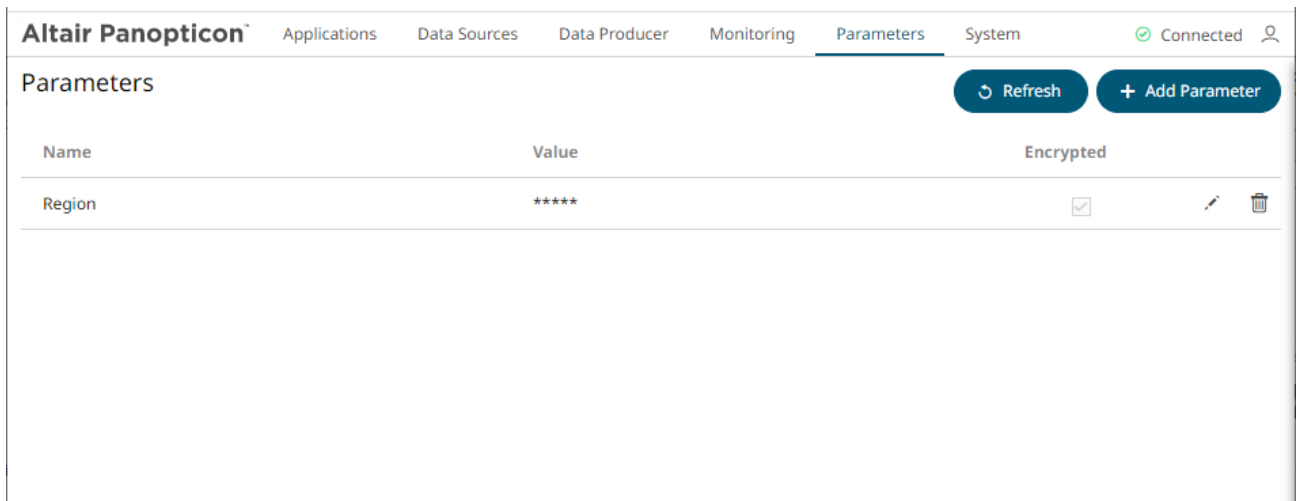 Altair Panopticon™ Applications Data Sources Data Producer Monitoring Parameters System Connected
Parameters
Refresh + Add Parameter
Name Value Encrypted
Region *****